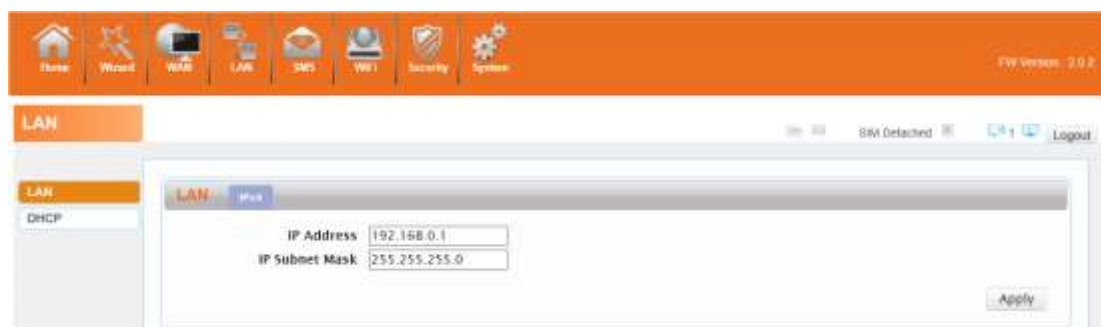 Home Wizard WAN LAN SMS WiFi Security System
FW Version: 2.0.2
LAN
SIM Detached 1 Logout
LAN
DHCP
LAN IPv4
IP Address 192.168.0.1
IP Subnet Mask 255.255.255.0
Apply